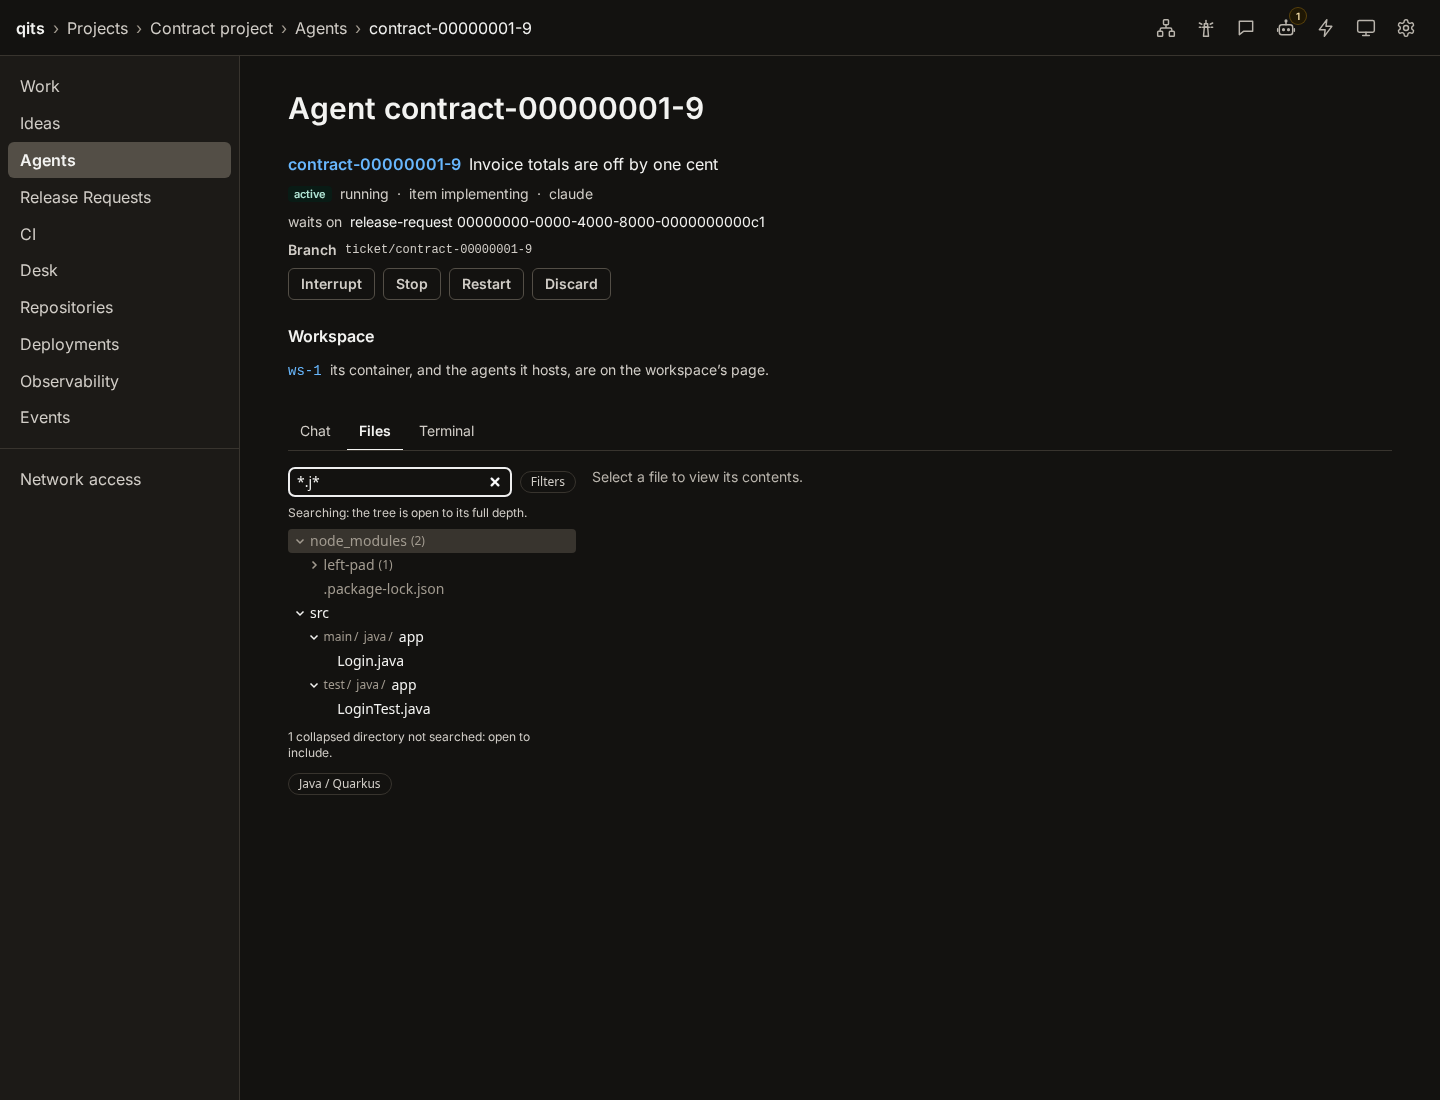 qits › Projects › Contract project › Agents › contract-00000001-9
1
Work
Ideas
Agents
Release Requests
CI
Desk
Repositories
Deployments
Observability
Events
Network access
Agent contract-00000001-9
contract-00000001-9 Invoice totals are off by one cent
active running · item implementing · claude
waits on release-request 00000000-0000-4000-8000-0000000000c1
Branch ticket/contract-00000001-9
Interrupt Stop Restart Discard
Workspace
ws-1 its container, and the agents it hosts, are on the workspace’s page.
Chat Files Terminal
*.j* Filters
Select a file to view its contents.
Searching: the tree is open to its full depth.
node_modules (2)
left-pad (1)
.package-lock.json
src
main/ java/ app
Login.java
test/ java/ app
LoginTest.java
1 collapsed directory not searched: open to
include.
Java / Quarkus